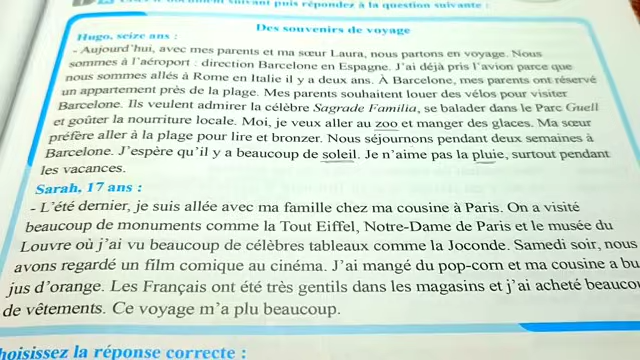 document suivant puis répondez à la question suivante :
Des souvenirs de voyage
Hugo, seize ans :
- Aujourd'hui, avec mes parents et ma sœur Laura, nous partons en voyage. Nous
sommes à l'aéroport : direction Barcelone en Espagne. J'ai déjà pris l'avion parce que
nous sommes allés à Rome en Italie il y a deux ans. À Barcelone, mes parents ont réservé
un appartement près de la plage. Mes parents souhaitent louer des vélos pour visiter
Barcelone. Ils veulent admirer la célèbre Sagrade Familia, se balader dans le Parc Guell
et goûter la nourriture locale. Moi, je veux aller au zoo et manger des glaces. Ma sœur
préfère aller à la plage pour lire et bronzer. Nous séjournons pendant deux semaines à
Barcelone. J'espère qu'il y a beaucoup de soleil. Je n'aime pas la pluie, surtout pendant
les vacances.
Sarah, 17 ans :
- L'été dernier, je suis allée avec ma famille chez ma cousine à Paris. On a visité
beaucoup de monuments comme la Tout Eiffel, Notre-Dame de Paris et le musée du
Louvre où j'ai vu beaucoup de célèbres tableaux comme la Joconde. Samedi soir, nous
avons regardé un film comique au cinéma. J'ai mangé du pop-corn et ma cousine a bu
jus d'orange. Les Français ont été très gentils dans les magasins et j'ai acheté beaucou
de vêtements. Ce voyage m'a plu beaucoup.
hoisissez la réponse correcte :